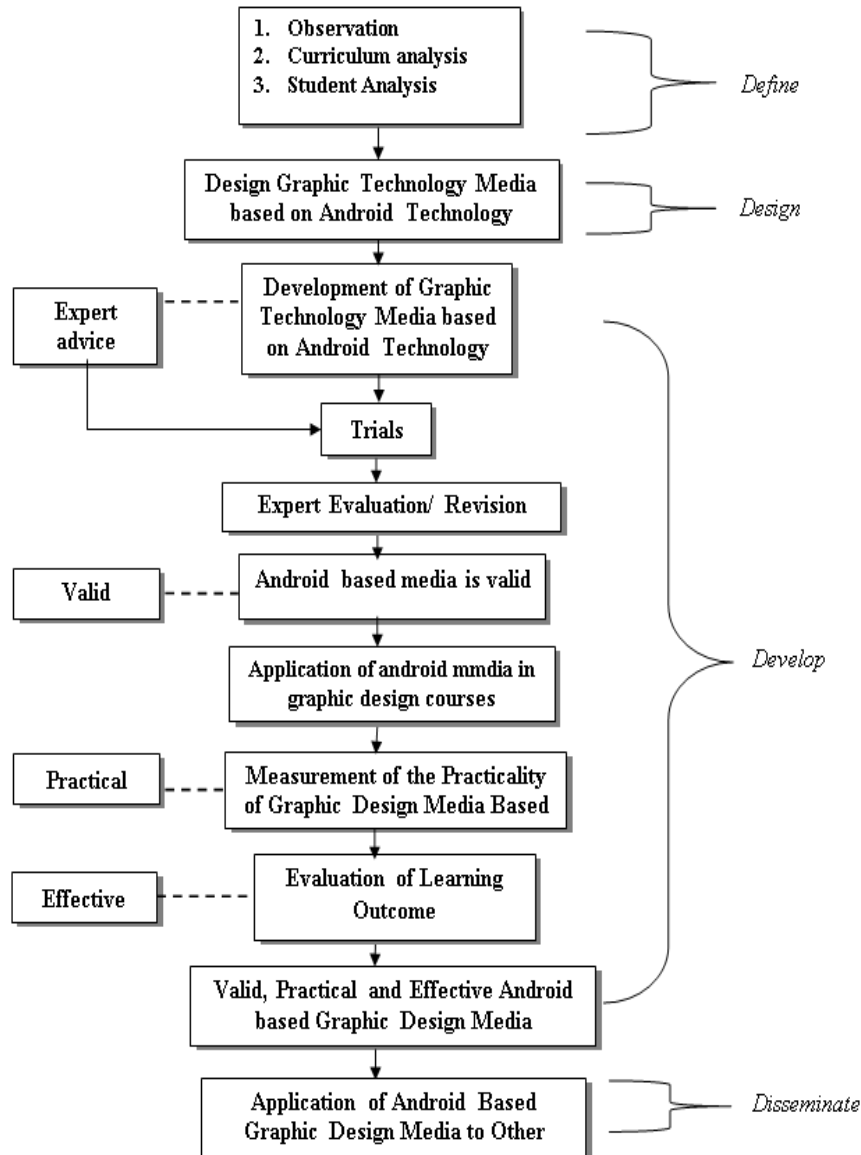 1. Observation
2. Curriculum analysis
3. Student Analysis
Define
Design Graphic Technology Media
based on Android Technology
Design
Development of Graphic
Technology Media based
on Android Technology
Expert
advice
Trials
Expert Evaluation/ Revision
Android based media is valid
Valid
Application of android mmdia in
graphic design courses
Develop
Measurement of the Practicality
of Graphic Design Media Based
Practical
Evaluation of Learning
Outcome
Effective
Valid, Practical and Effective Android
based Graphic Design Media
Application of Android Based
Graphic Design Media to Other
Disseminate